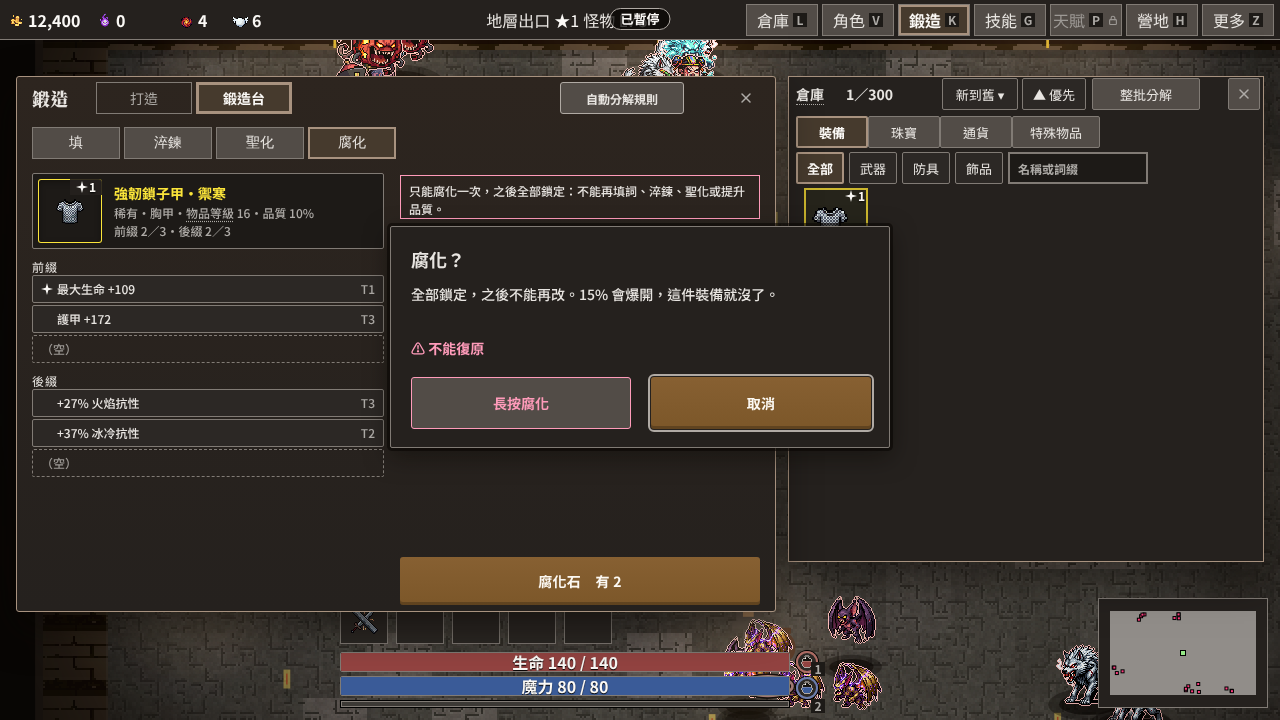 12,400
0
4
6
地層出口 ★1 怪物
已暫停
倉庫 L
角色 V
鍛造 K
技能 G
天賦 P
營地 H
更多 Z
鍛造
打造
鍛造台
自動分解規則
×
填
淬鍊
聖化
腐化
1
強韌鎖子甲・禦寒
稀有・胸甲・物品等級 16・品質 10%
前綴 2／3・後綴 2／3
只能腐化一次，之後全部鎖定：不能再填詞、淬鍊、聖化或提升
品質。
前綴
最大生命 +109 T1
護甲 +172 T3
（空）
後綴
+27% 火焰抗性 T3
+37% 冰冷抗性 T2
（空）
腐化石 有 2
腐化？
全部鎖定，之後不能再改。15% 會爆開，這件裝備就沒了。
不能復原
長按腐化
取消
倉庫
1／300
新到舊 ▾
▲優先
整批分解
×
裝備
珠寶
通貨
特殊物品
全部
武器
防具
飾品
名稱或詞綴
1
生命 140 / 140
魔力 80 / 80
1
2